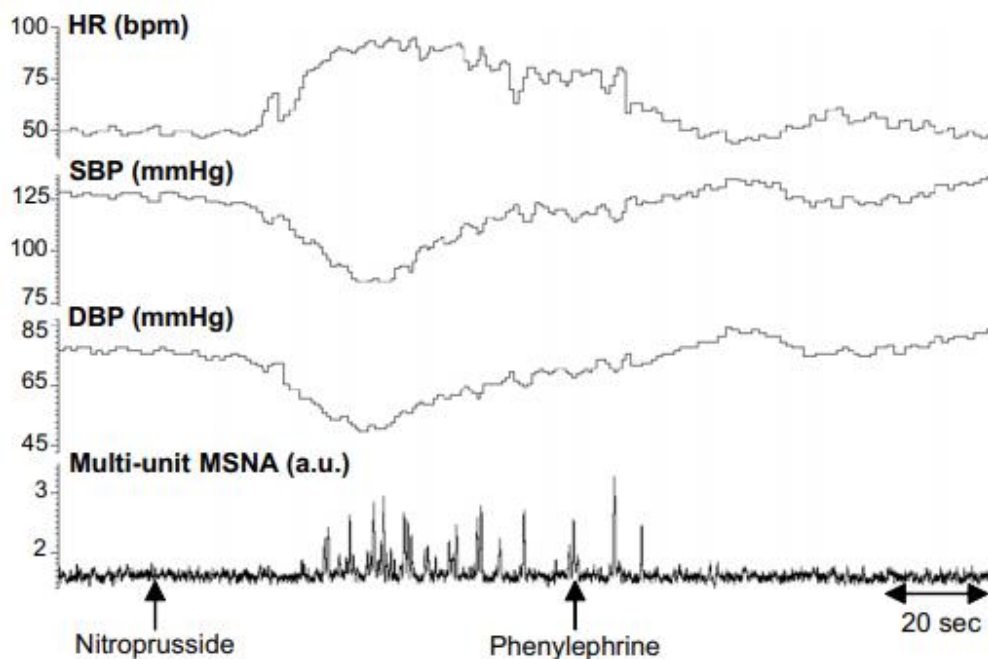 HR (bpm)
100
75
50
SBP (mmHg)
125
100
75
DBP (mmHg)
85
65
45
Multi-unit MSNA (a.u.)
3
2
20 sec
Nitroprusside
Phenylephrine